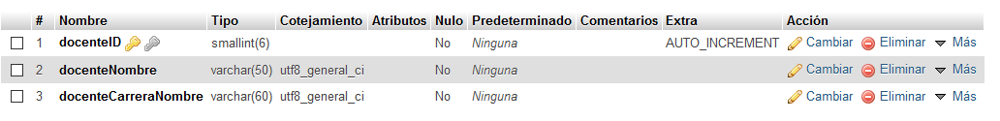 # Nombre Tipo Cotejamiento Atributos Nulo Predeterminado Comentarios Extra Acción
1 docenteID smallint(6) No Ninguna AUTO_INCREMENT Cambiar Eliminar Más
2 docenteNombre varchar(50) utf8_general_ci No Ninguna Cambiar Eliminar Más
3 docenteCarreraNombre varchar(60) utf8_general_ci No Ninguna Cambiar Eliminar Más